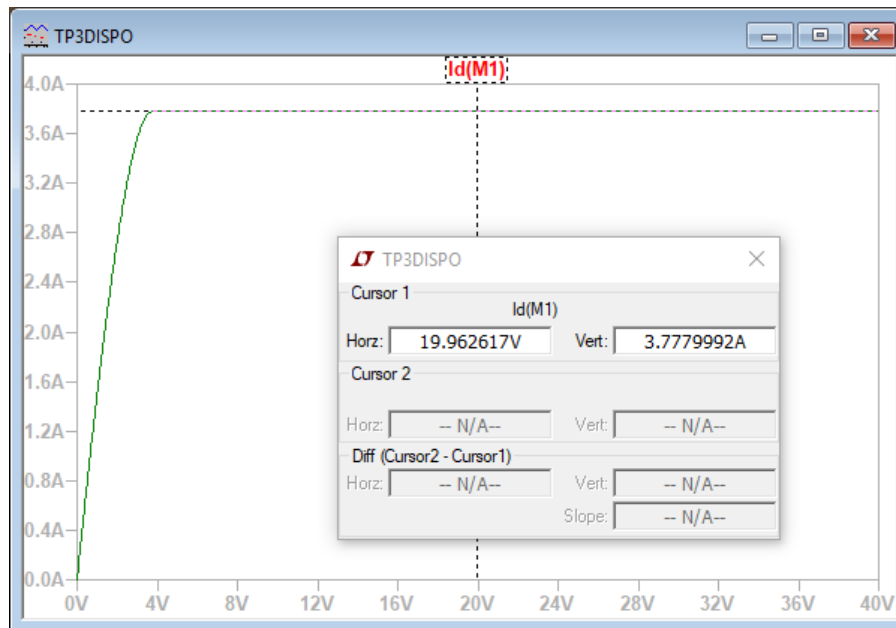 TP3DISPO
Id(M1)
4.0A
3.6A
3.2A
2.8A
2.4A
2.0A
1.6A
1.2A
0.8A
0.4A
0.0A
0V 4V 8V 12V 16V 20V 24V 28V 32V 36V 40V
TP3DISPO
Cursor 1
Id(M1)
Horz: 19.962617V Vert: 3.7779992A
Cursor 2
Horz: -- N/A-- Vert: -- N/A--
Diff (Cursor2 - Cursor1)
Horz: -- N/A-- Vert: -- N/A--
Slope: -- N/A--